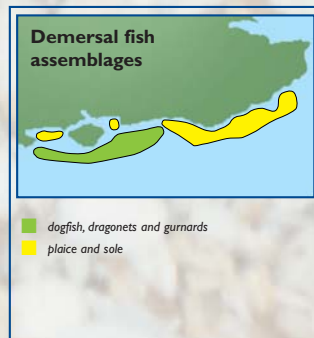 Demersal fish
assemblages
dogfish, dragonets and gurnards
plaice and sole